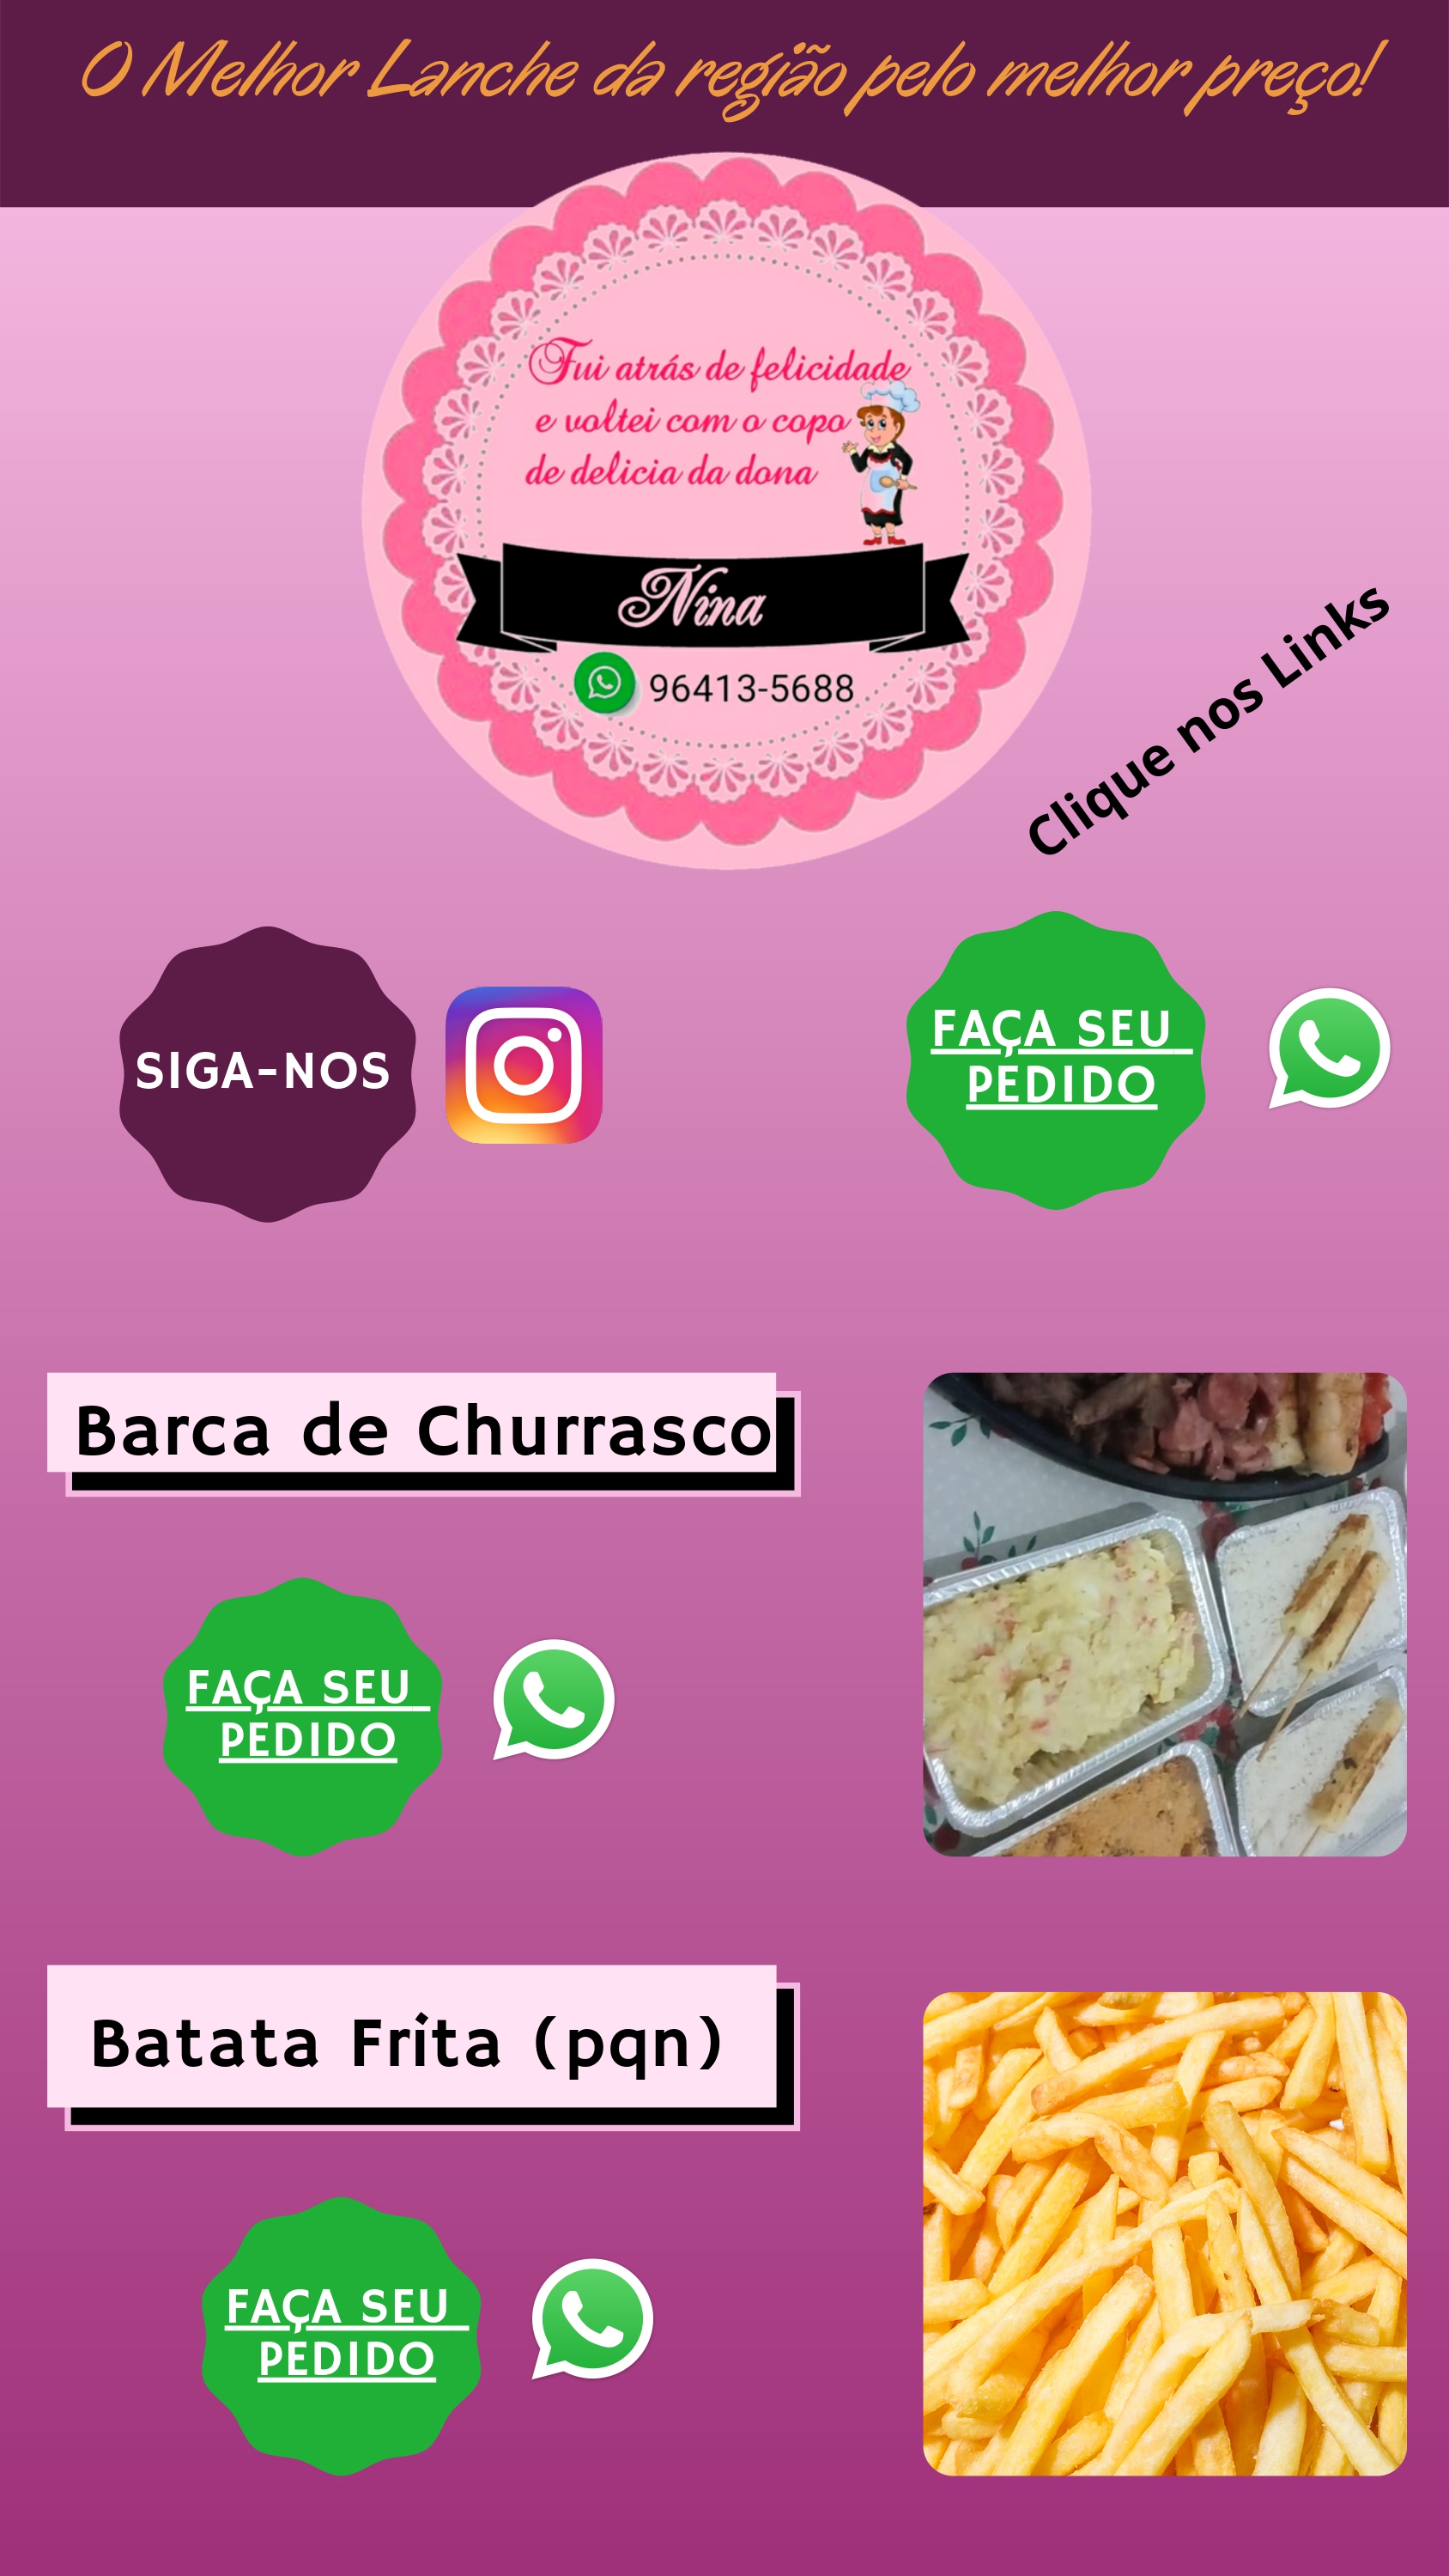 O Melhor Lanche da região pelo melhor preço!
Fui atrás de felicidade
e voltei com o copo
de delicia da dona
Nina
96413-5688
Clique nos Links
SIGA-NOS
FAÇA SEU
PEDIDO
Barca de Churrasco
FAÇA SEU
PEDIDO
Batata Frita (pqn)
FAÇA SEU
PEDIDO